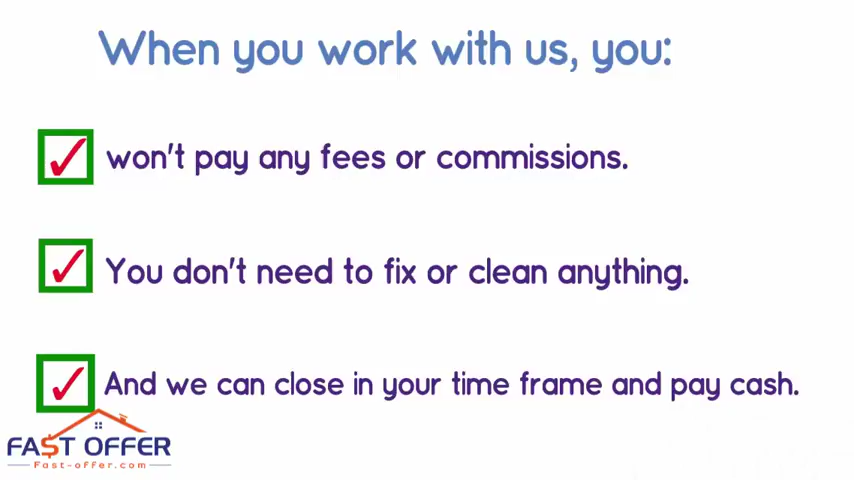 When you work with us, you:
won't pay any fees or commissions.
You don't need to fix or clean anything.
And we can close in your time frame and pay cash.
FA$T OFFER
Fast-offer.com